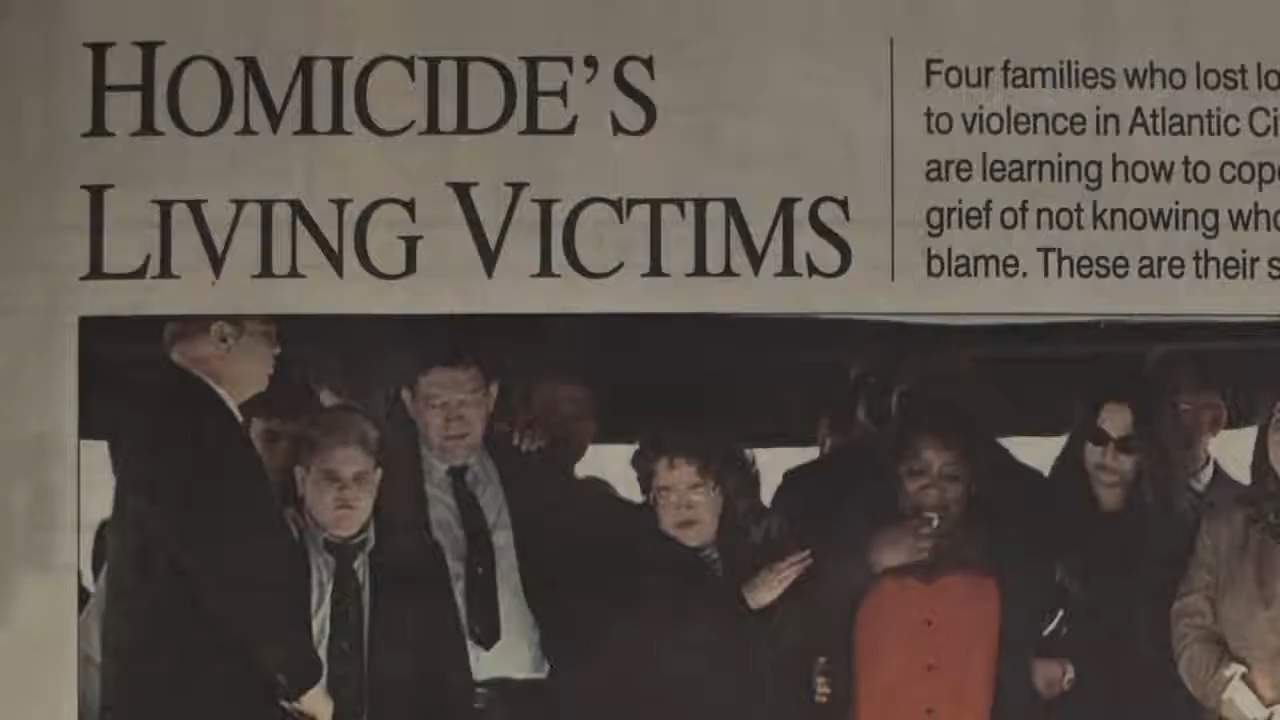 HOMICIDE'S
LIVING VICTIMS
Four families who lost
to violence in Atlantic
are learning how to
grief of not knowing
blame. These are their